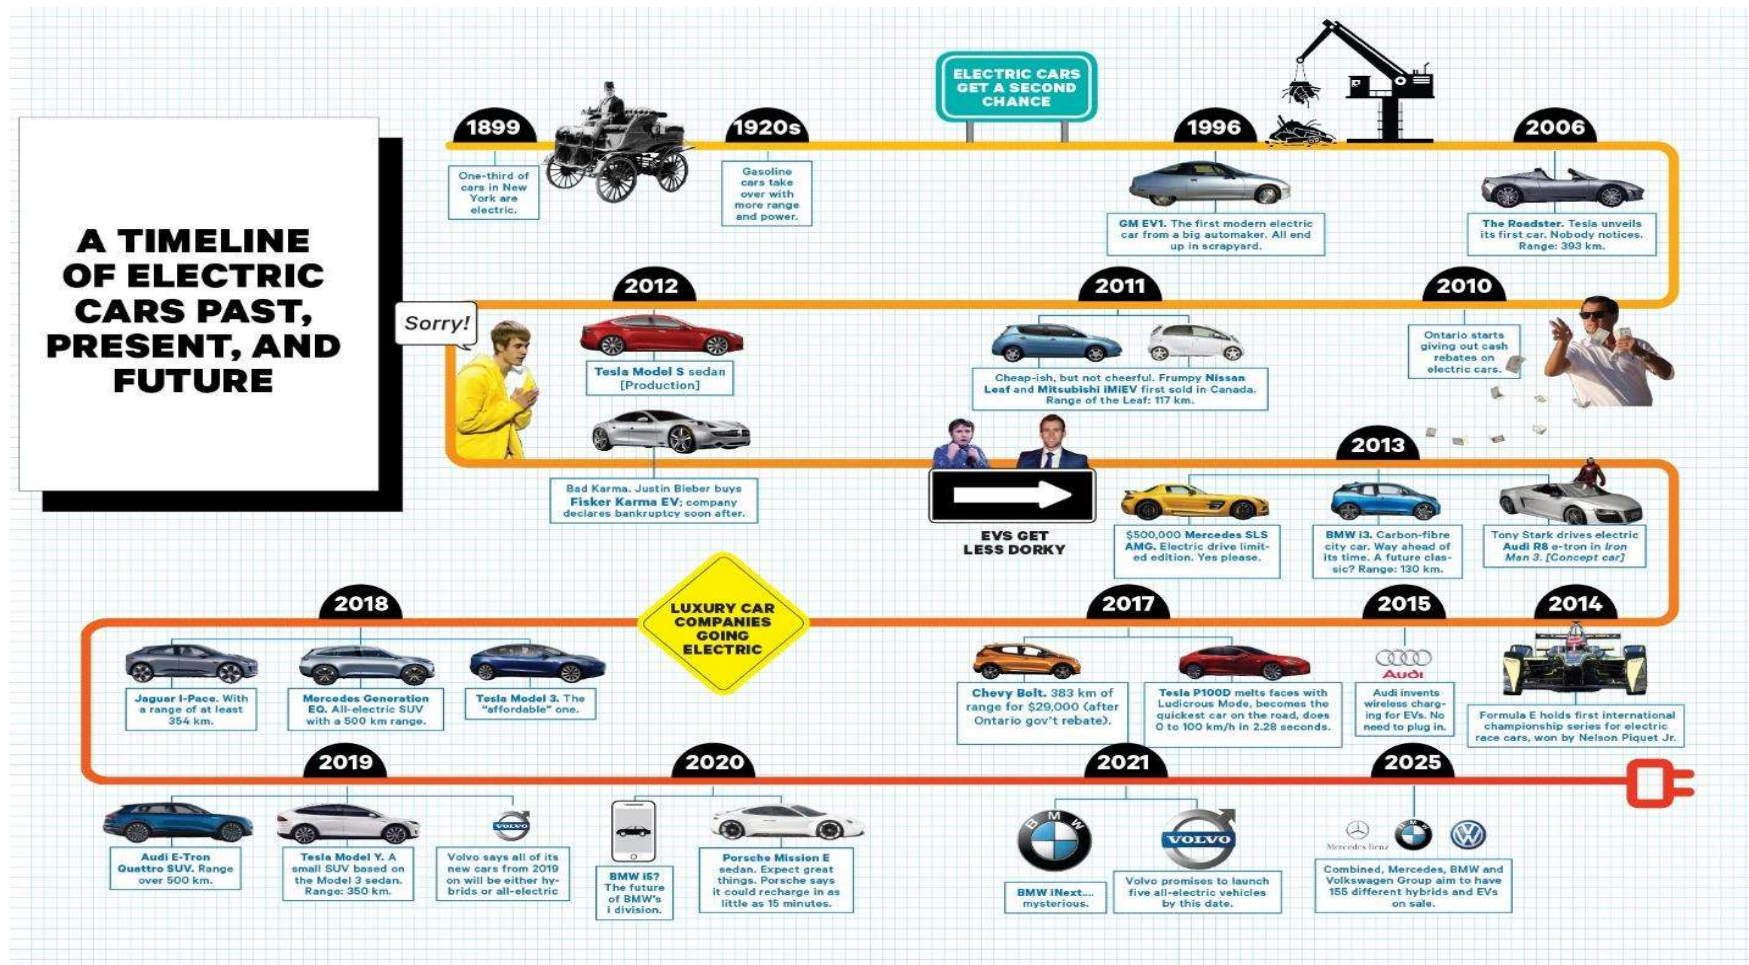 A TIMELINE
OF ELECTRIC
CARS PAST,
PRESENT, AND
FUTURE
1899
One-third of
cars in New
York are
electric.
1920s
Gasoline
cars take
over with
more range
and power.
ELECTRIC CARS
GET A SECOND
CHANCE
1996
GM EV1. The first modern electric
car from a big automaker. All end
up in scrapyard.
2006
The Roadster. Tesla unveils
its first car. Nobody notices.
Range: 393 km.
2010
Ontario starts
giving out cash
rebates on
electric cars.
2011
Cheap-ish, but not cheerful. Frumpy Nissan
Leaf and Mitsubishi iMiEV first sold in Canada.
Range of the Leaf: 117 km.
2012
Tesla Model S sedan
[Production]
Sorry!
Bad Karma. Justin Bieber buys
Fisker Karma EV; company
declares bankruptcy soon after.
EVS GET
LESS DORKY
2013
$500,000 Mercedes SLS
AMG. Electric drive limit-
ed edition. Yes please.
BMW i3. Carbon-fibre
city car. Way ahead of
its time. A future clas-
sic? Range: 130 km.
Tony Stark drives electric
Audi R8 e-tron in Iron
Man 3. [Concept car]
2014
Formula E holds first international
championship series for electric
race cars, won by Nelson Piquet Jr.
2015
Audi
Audi invents
wireless charg-
ing for EVs. No
need to plug in.
2017
Chevy Bolt. 383 km of
range for $29,000 (after
Ontario gov't rebate).
Tesla P100D melts faces with
Ludicrous Mode, becomes the
quickest car on the road, does
0 to 100 km/h in 2.28 seconds.
LUXURY CAR
COMPANIES
GOING
ELECTRIC
2018
Jaguar I-Pace. With
a range of at least
354 km.
Mercedes Generation
EQ. All-electric SUV
with a 500 km range.
Tesla Model 3. The
"affordable" one.
2019
Audi E-Tron
Quattro SUV. Range
over 500 km.
Tesla Model Y. A
small SUV based on
the Model 3 sedan.
Range: 350 km.
VOLVO
Volvo says all of its
new cars from 2019
on will be either hy-
brids or all-electric
2020
BMW i5?
The future
of BMW's
i division.
Porsche Mission E
sedan. Expect great
things. Porsche says
it could recharge in as
little as 15 minutes.
2021
BMW
BMW iNext....
mysterious.
VOLVO
Volvo promises to launch
five all-electric vehicles
by this date.
2025
Mercedes-Benz
BMW
Combined, Mercedes, BMW and
Volkswagen Group aim to have
155 different hybrids and EVs
on sale.